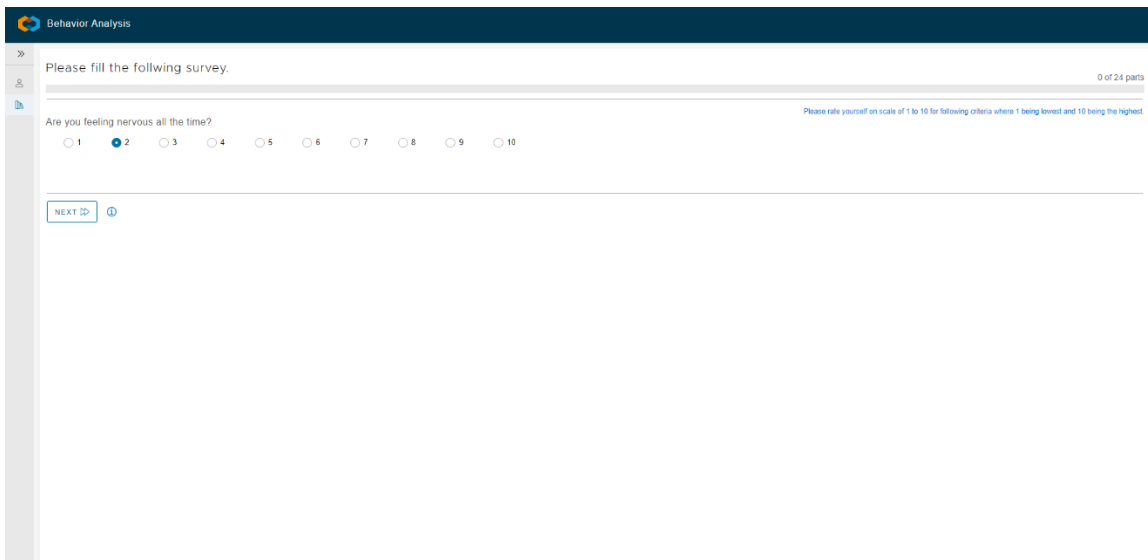 Behavior Analysis
Please fill the follwing survey.
0 of 24 parts
Please rate yourself on scale of 1 to 10 for following criteria where 1 being lowest and 10 being the highest.
Are you feeling nervous all the time?
1 2 3 4 5 6 7 8 9 10
NEXT